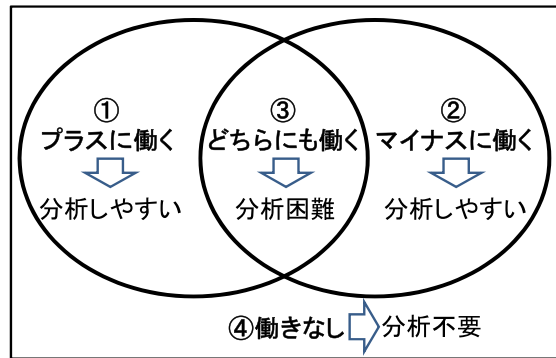 ①
プラスに働く
分析しやすい
③
どちらにも働く
分析困難
②
マイナスに働く
分析しやすい
④働きなし
分析不要